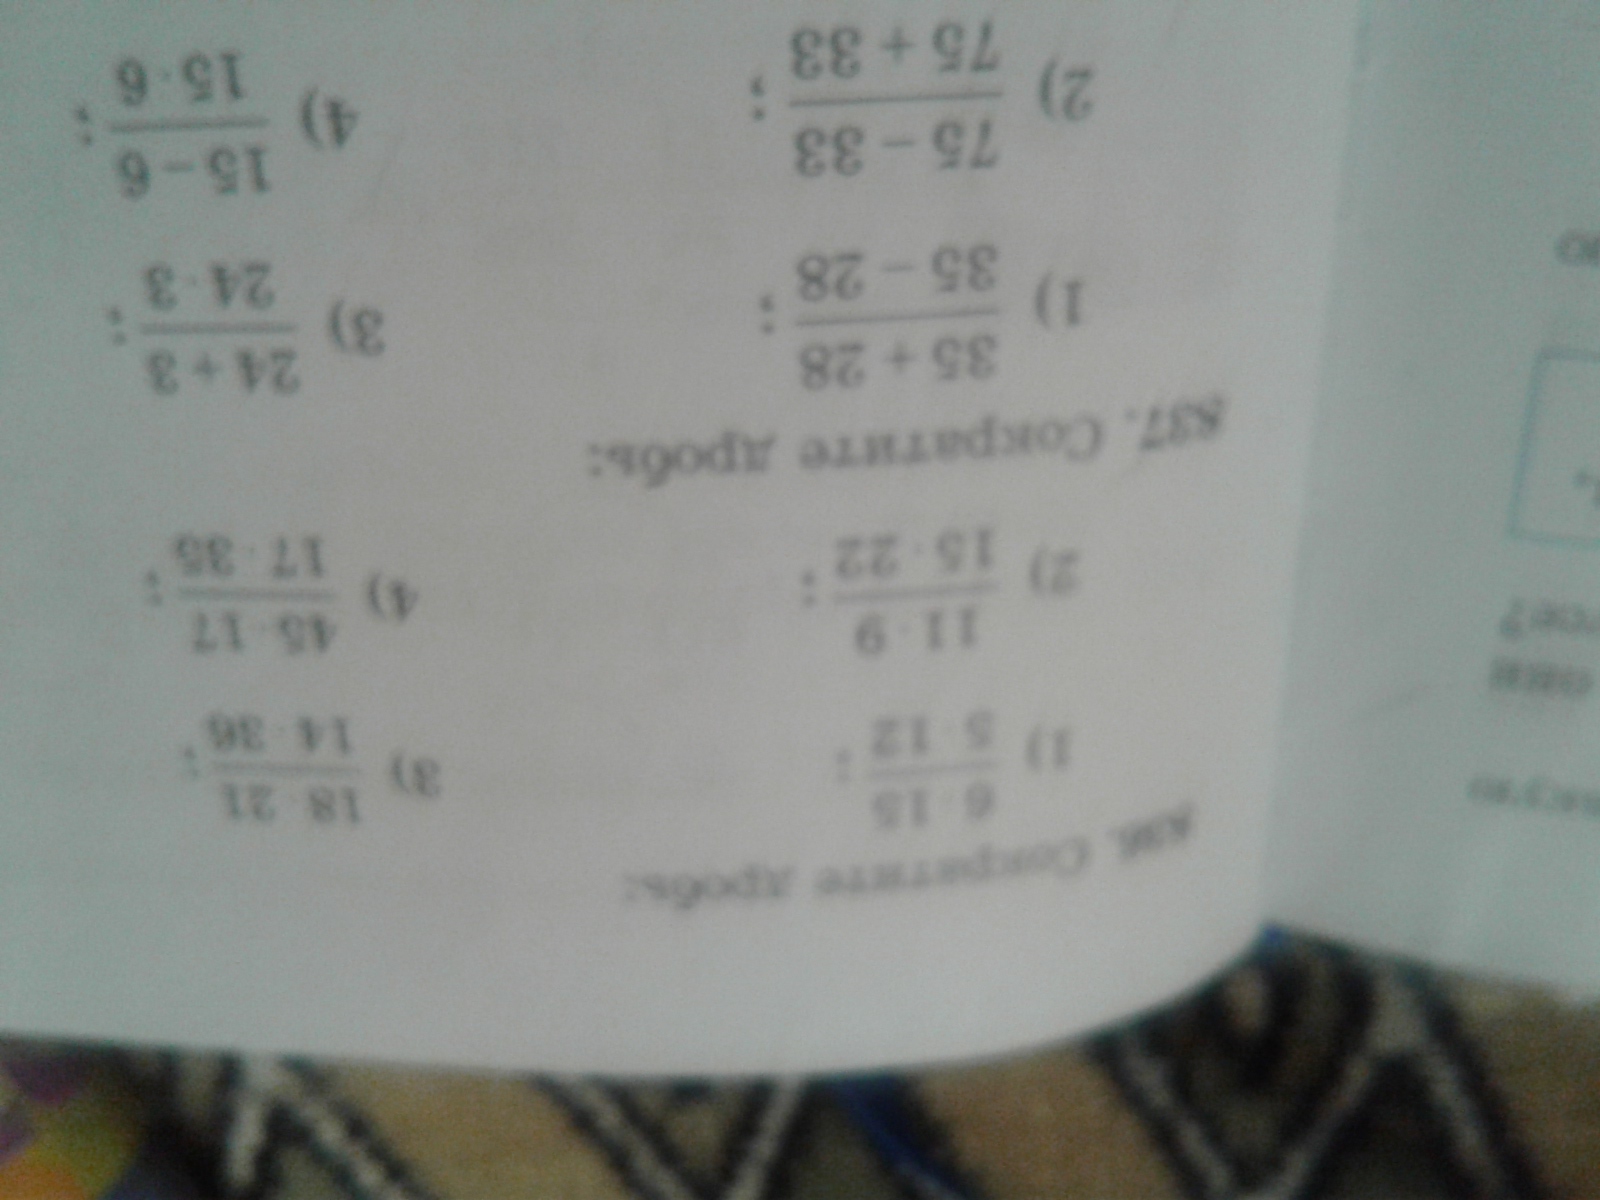 836. Сократите дробь:
1) 6 · 15 / 5 · 12 ; 3) 18 · 21 / 14 · 36 ;
2) 11 · 9 / 15 · 22 ; 4) 45 · 17 / 17 · 35 .
837. Сократите дробь:
1) 35 + 28 / 35 − 28 ; 3) 24 + 3 / 24 · 3 ;
2) 75 − 33 / 75 + 33 ; 4) 15 − 6 / 15 · 6 ;